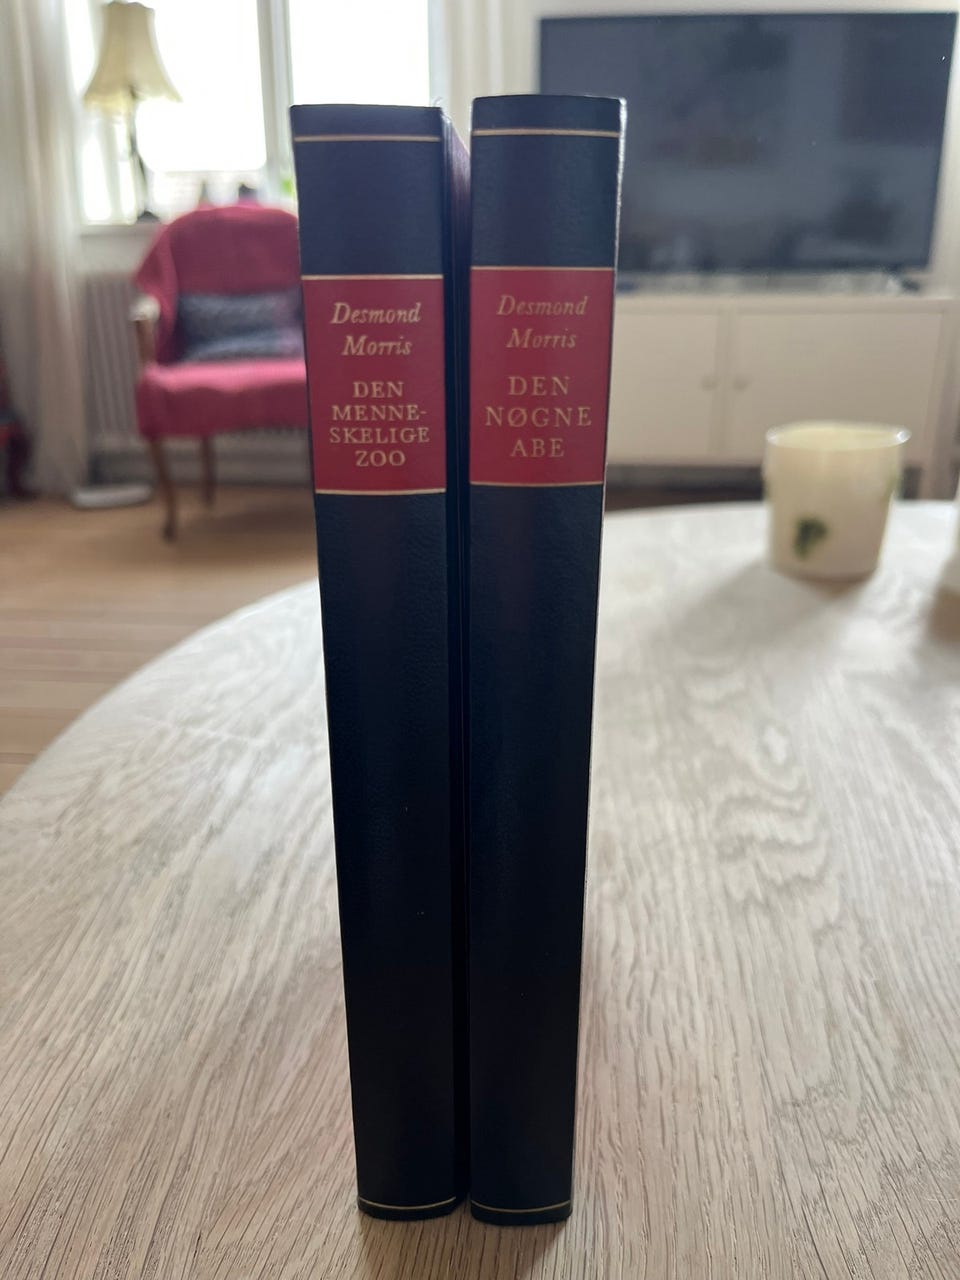 Desmond
Morris
DEN
MENNE-
SKELIGE
ZOO
Desmond
Morris
DEN
NØGNE
ABE